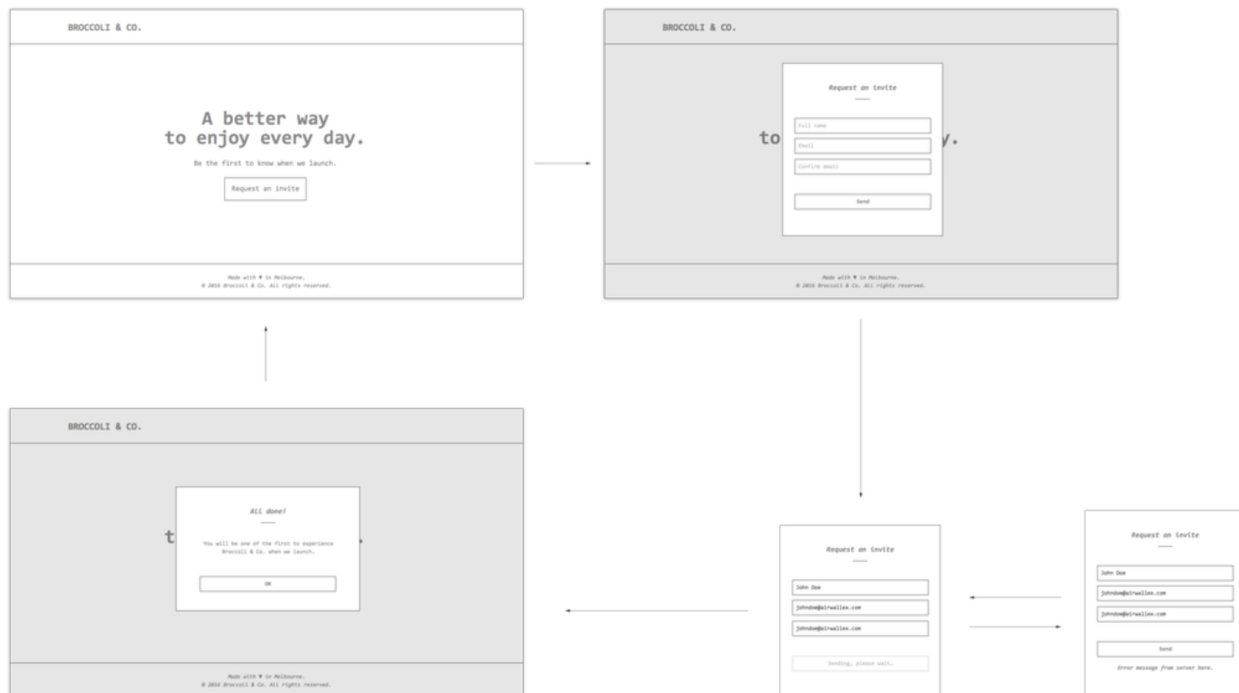 BROCCOLI & CO.
A better way
to enjoy every day.
Be the first to know when we launch.
Request an invite
Made with ♥ in Melbourne.
© 2016 Broccoli & Co. All rights reserved.
BROCCOLI & CO.
Request an invite
to
y.
Full name
Email
Confirm email
Send
Made with ♥ in Melbourne.
© 2016 Broccoli & Co. All rights reserved.
BROCCOLI & CO.
All done!
t
.
You will be one of the first to experience
Broccoli & Co. when we launch.
OK
Made with ♥ in Melbourne.
© 2016 Broccoli & Co. All rights reserved.
Request an invite
John Doe
johndoe@airwallex.com
johndoe@airwallex.com
Sending, please wait…
Request an invite
John Doe
johndoe@airwallex.com
johndoe@airwallex.com
Send
Error message from server here.